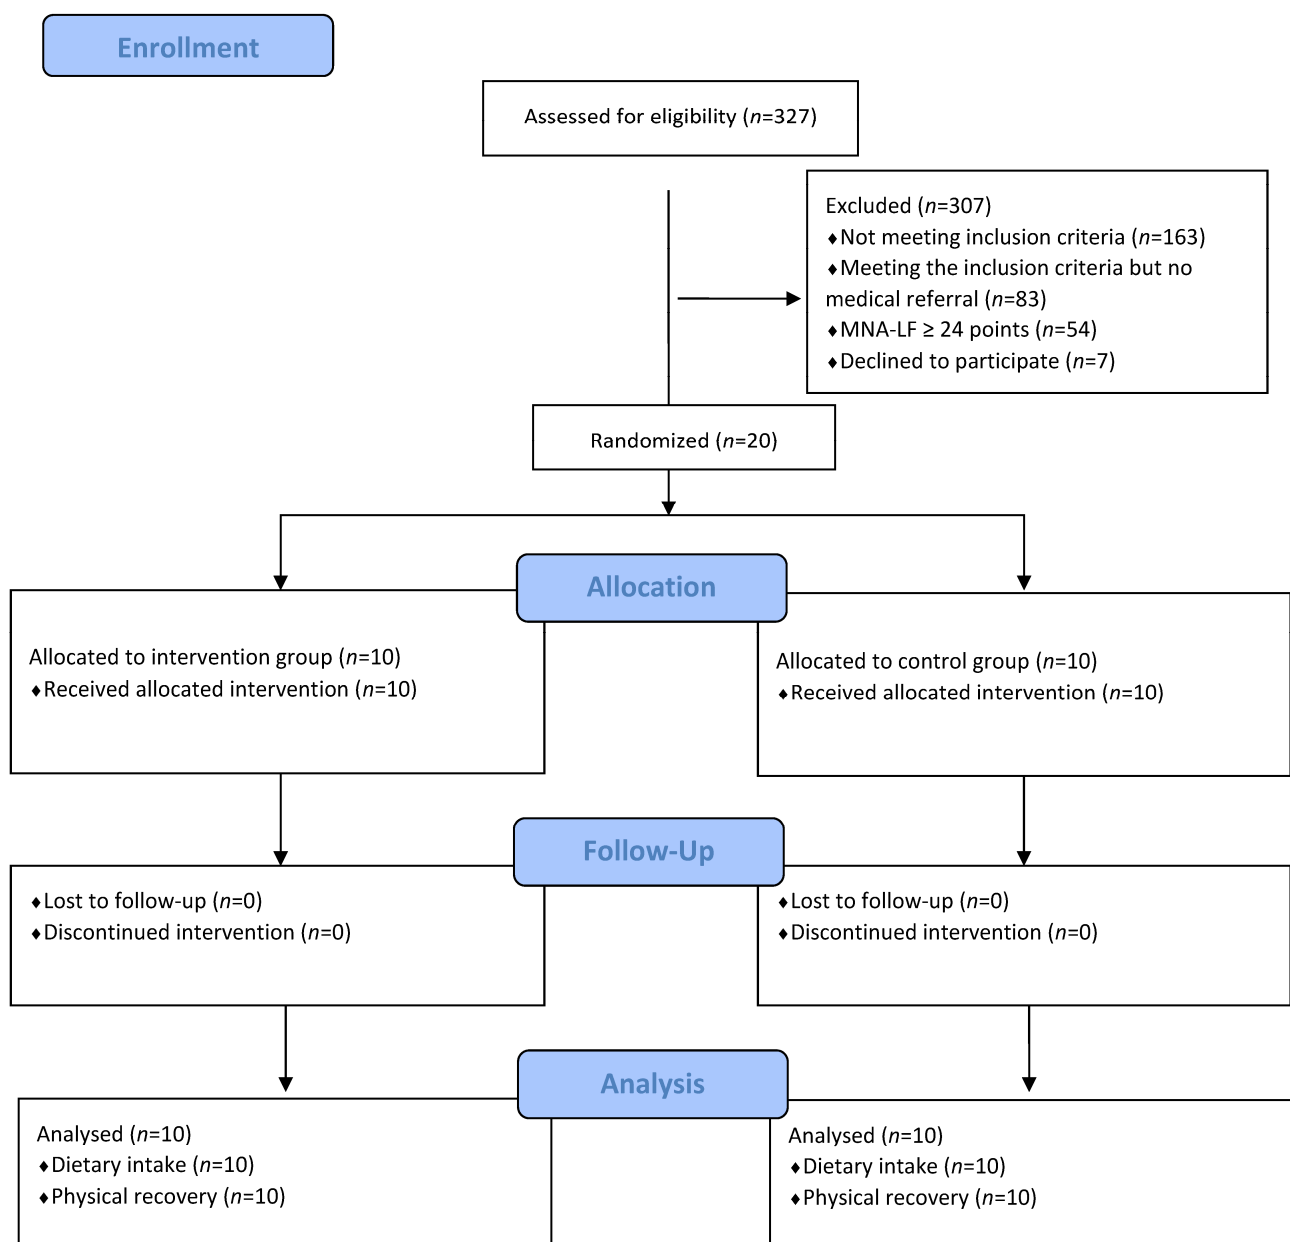 Enrollment
Assessed for eligibility (n=327)
Excluded (n=307)
♦Not meeting inclusion criteria (n=163)
♦Meeting the inclusion criteria but no
medical referral (n=83)
♦MNA-LF ≥ 24 points (n=54)
♦Declined to participate (n=7)
Randomized (n=20)
Allocation
Allocated to intervention group (n=10)
♦Received allocated intervention (n=10)
Allocated to control group (n=10)
♦Received allocated intervention (n=10)
Follow-Up
♦Lost to follow-up (n=0)
♦Discontinued intervention (n=0)
♦Lost to follow-up (n=0)
♦Discontinued intervention (n=0)
Analysis
Analysed (n=10)
♦Dietary intake (n=10)
♦Physical recovery (n=10)
Analysed (n=10)
♦Dietary intake (n=10)
♦Physical recovery (n=10)